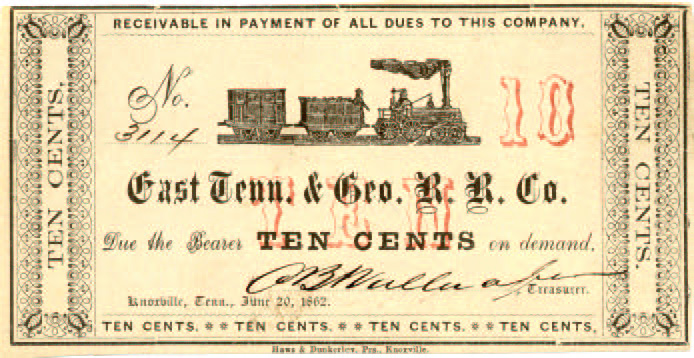 RECEIVABLE IN PAYMENT OF ALL DUES TO THIS COMPANY.
No.
3114
10
East Tenn. & Geo. R. R. Co.
TEN
Due the Bearer TEN CENTS on demand.
Treasurer.
Knoxville, Tenn., June 20, 1862.
TEN CENTS. ** TEN CENTS. ** TEN CENTS. ** TEN CENTS.
Haws & Dunkerley, Prs., Knoxville.
TEN CENTS.
TEN CENTS.